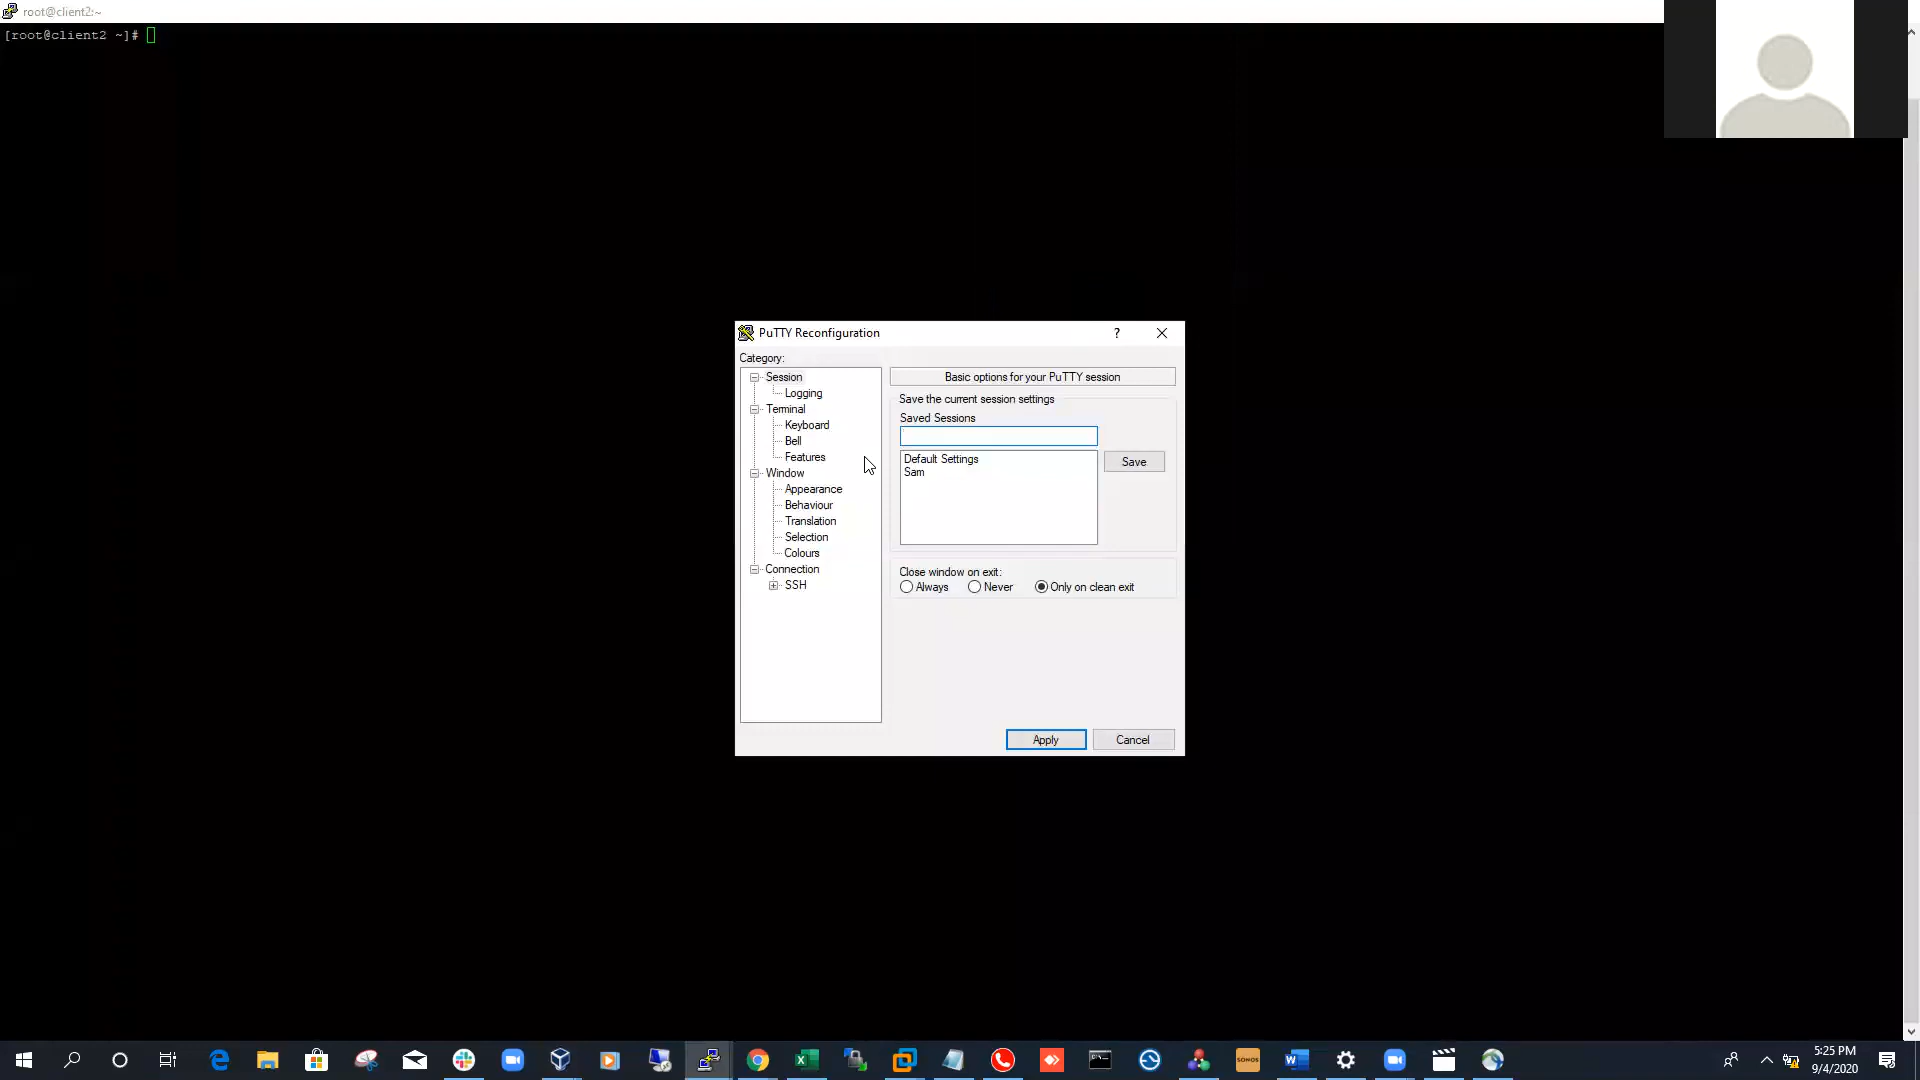 root@client2:~
[root@client2 ~]#
PuTTY Reconfiguration
?
Category:
Session
Logging
Terminal
Keyboard
Bell
Features
Window
Appearance
Behaviour
Translation
Selection
Colours
Connection
SSH
Basic options for your PuTTY session
Save the current session settings
Saved Sessions
Default Settings
Sam
Save
Close window on exit:
Always Never Only on clean exit
Apply Cancel
SONOS
5:25 PM
9/4/2020